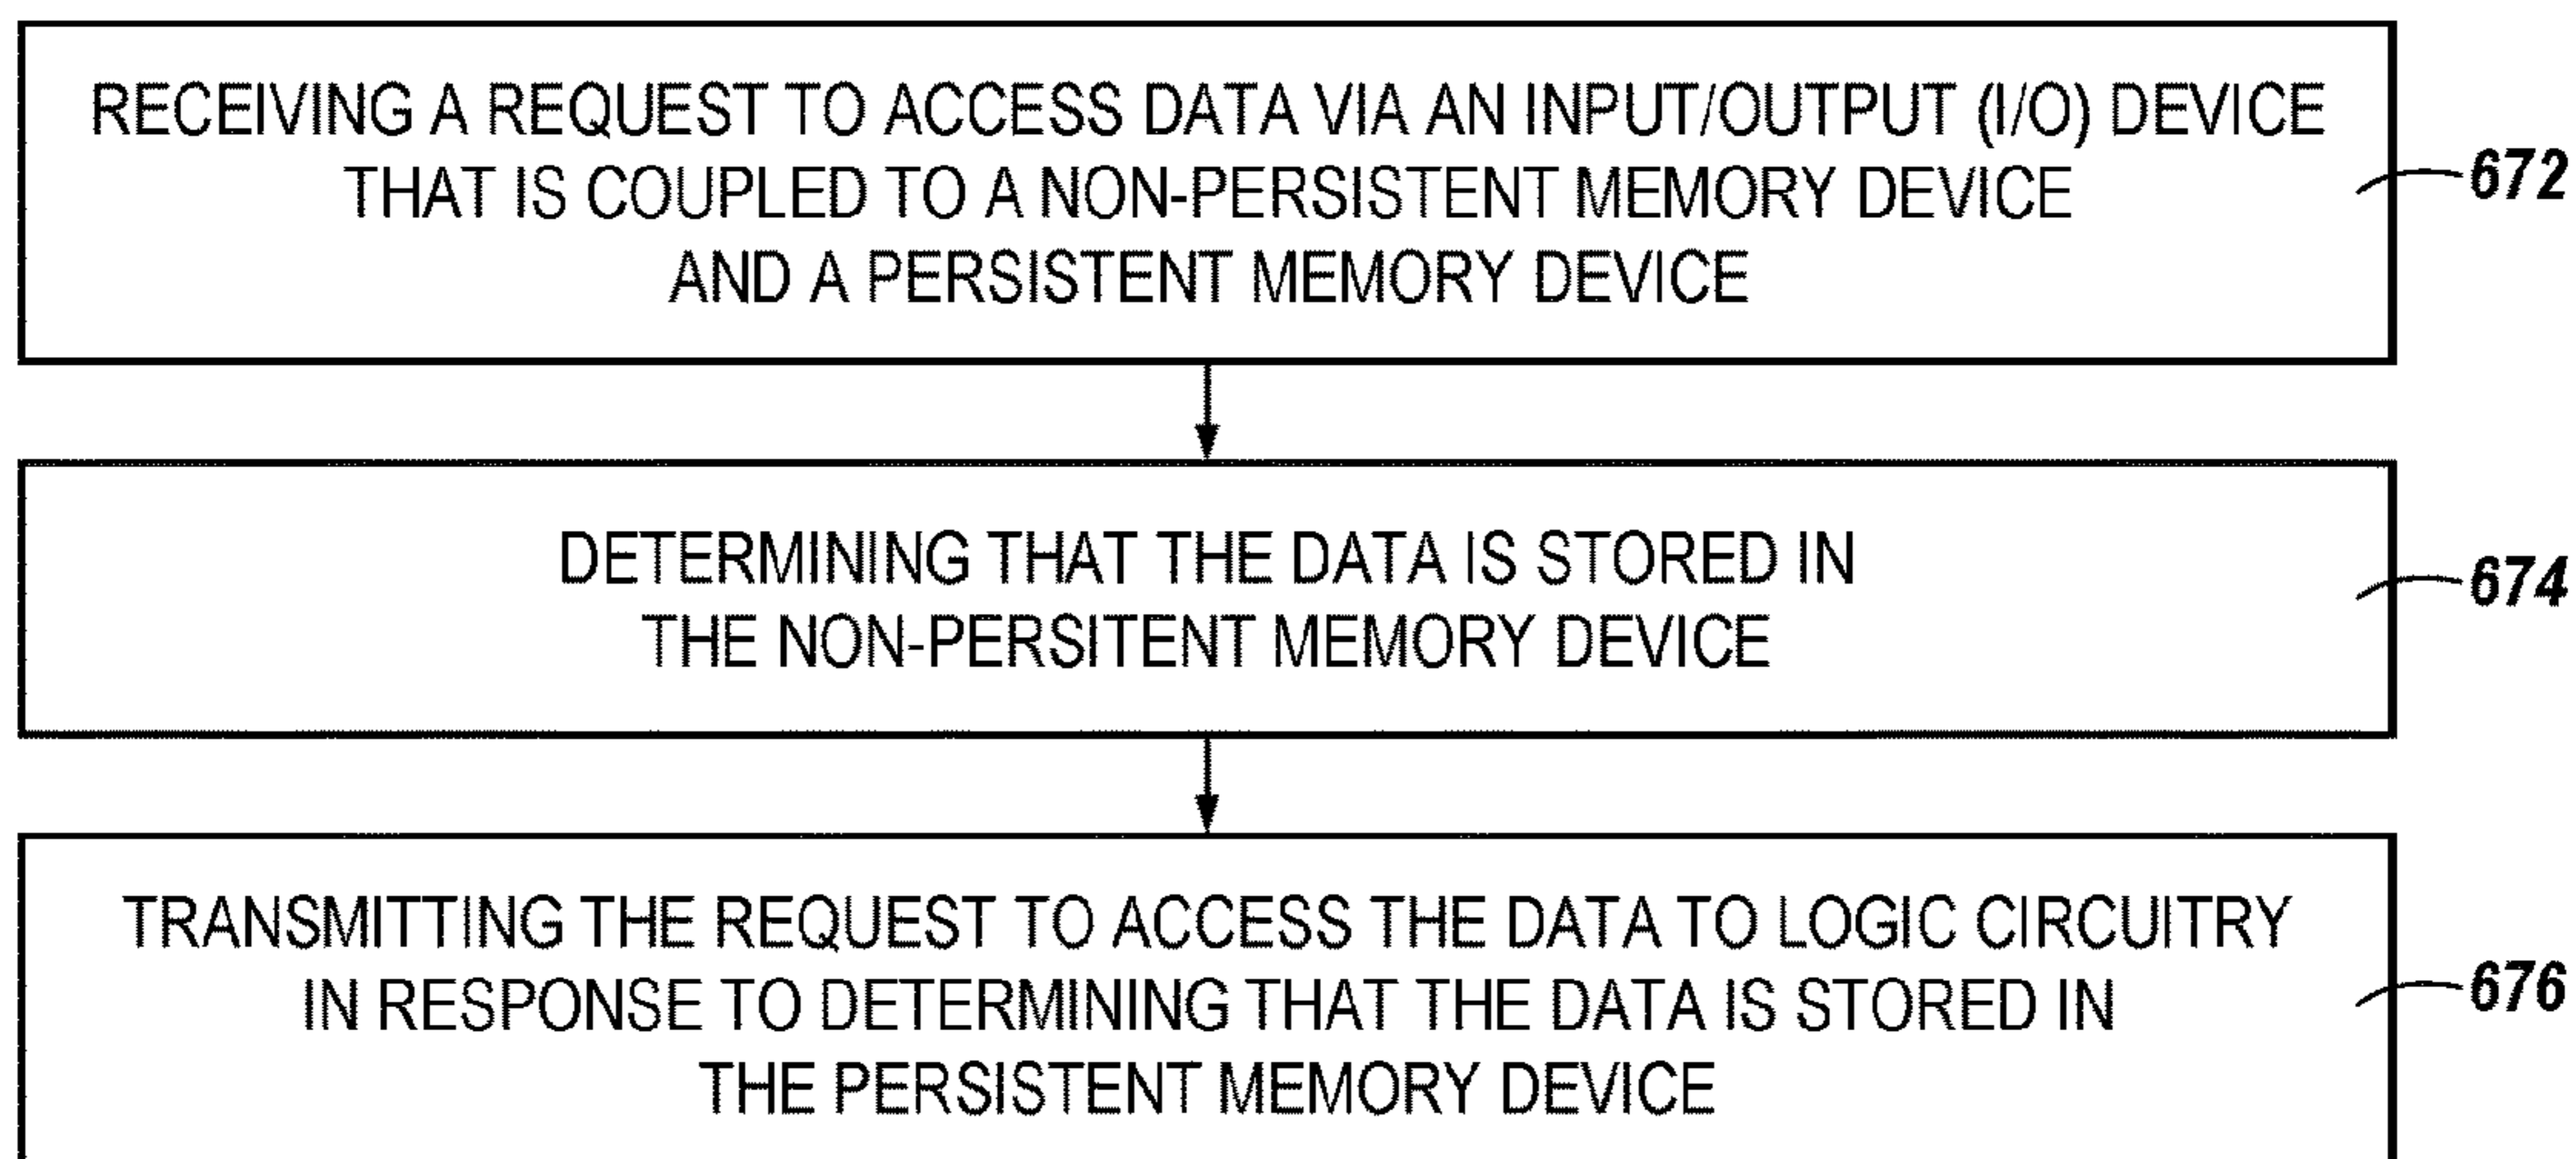 RECEIVING A REQUEST TO ACCESS DATA VIA AN INPUT/OUTPUT (I/O) DEVICE
THAT IS COUPLED TO A NON-PERSISTENT MEMORY DEVICE
AND A PERSISTENT MEMORY DEVICE
672
DETERMINING THAT THE DATA IS STORED IN
THE NON-PERSITENT MEMORY DEVICE
674
TRANSMITTING THE REQUEST TO ACCESS THE DATA TO LOGIC CIRCUITRY
IN RESPONSE TO DETERMINING THAT THE DATA IS STORED IN
THE PERSISTENT MEMORY DEVICE
676